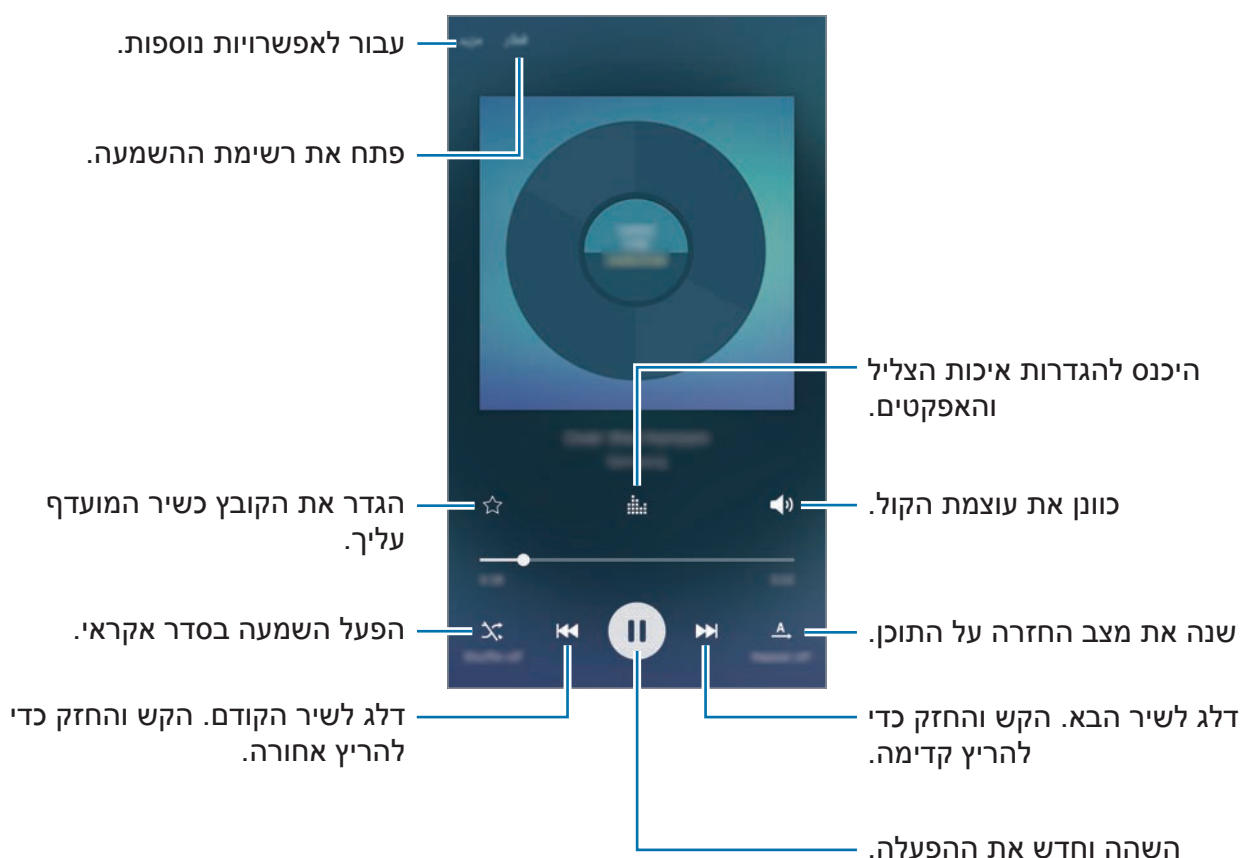 עבור לאפשרויות נוספות.
פתח את רשימת ההשמעה.
היכנס להגדרות איכות הצליל
והאפקטים.
כוונן את עוצמת הקול.
הגדר את הקובץ כשיר המועדף
עליך.
שנה את מצב החזרה על התוכן.
הפעל השמעה בסדר אקראי.
דלג לשיר הבא. הקש והחזק כדי
להריץ קדימה.
דלג לשיר הקודם. הקש והחזק כדי
להריץ אחורה.
השהה וחדש את ההפעלה.